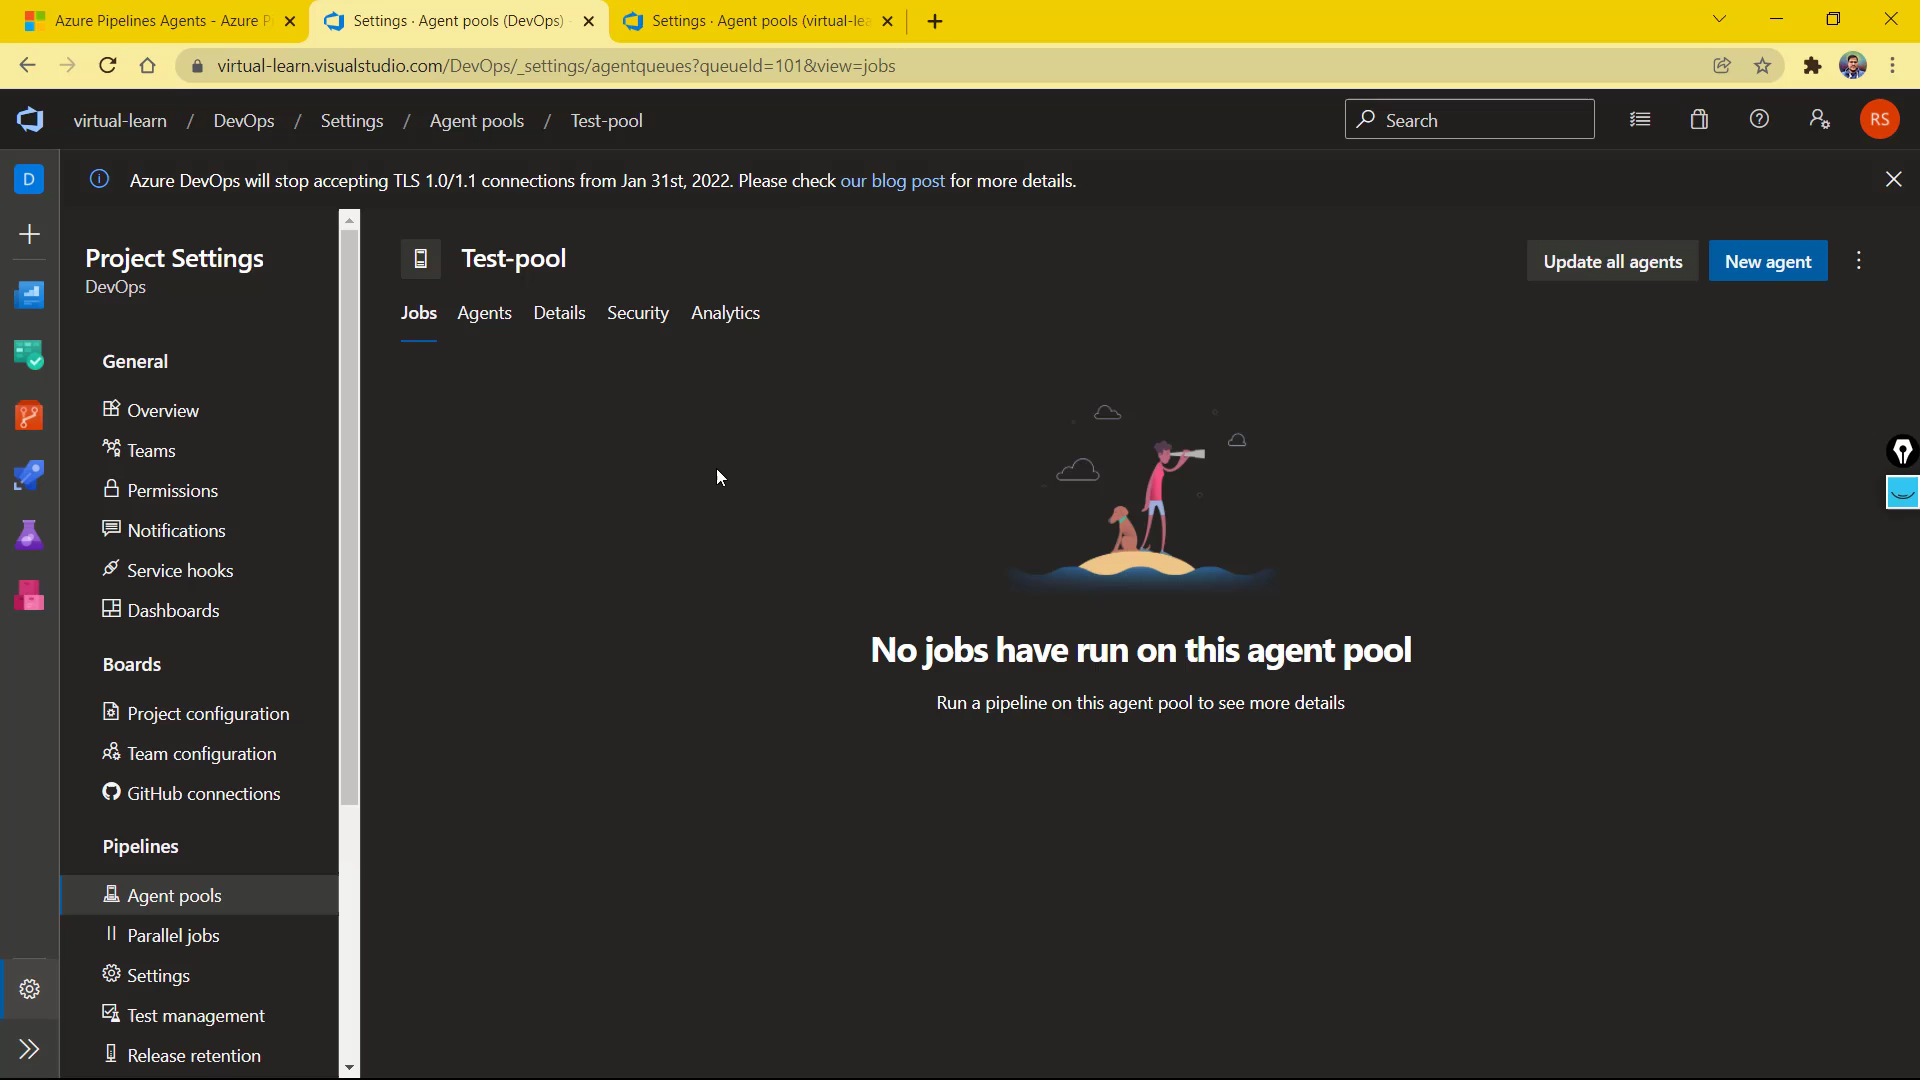 Azure Pipelines Agents - Azure P
Settings · Agent pools (DevOps)
Settings · Agent pools (virtual-lea
virtual-learn.visualstudio.com/DevOps/_settings/agentqueues?queueId=101&view=jobs
virtual-learn / DevOps / Settings / Agent pools / Test-pool
Search
RS
D
Azure DevOps will stop accepting TLS 1.0/1.1 connections from Jan 31st, 2022. Please check our blog post for more details.
Project Settings
DevOps
General
Overview
Teams
Permissions
Notifications
Service hooks
Dashboards
Boards
Project configuration
Team configuration
GitHub connections
Pipelines
Agent pools
Parallel jobs
Settings
Test management
Release retention
Test-pool
Update all agents
New agent
Jobs Agents Details Security Analytics
No jobs have run on this agent pool
Run a pipeline on this agent pool to see more details